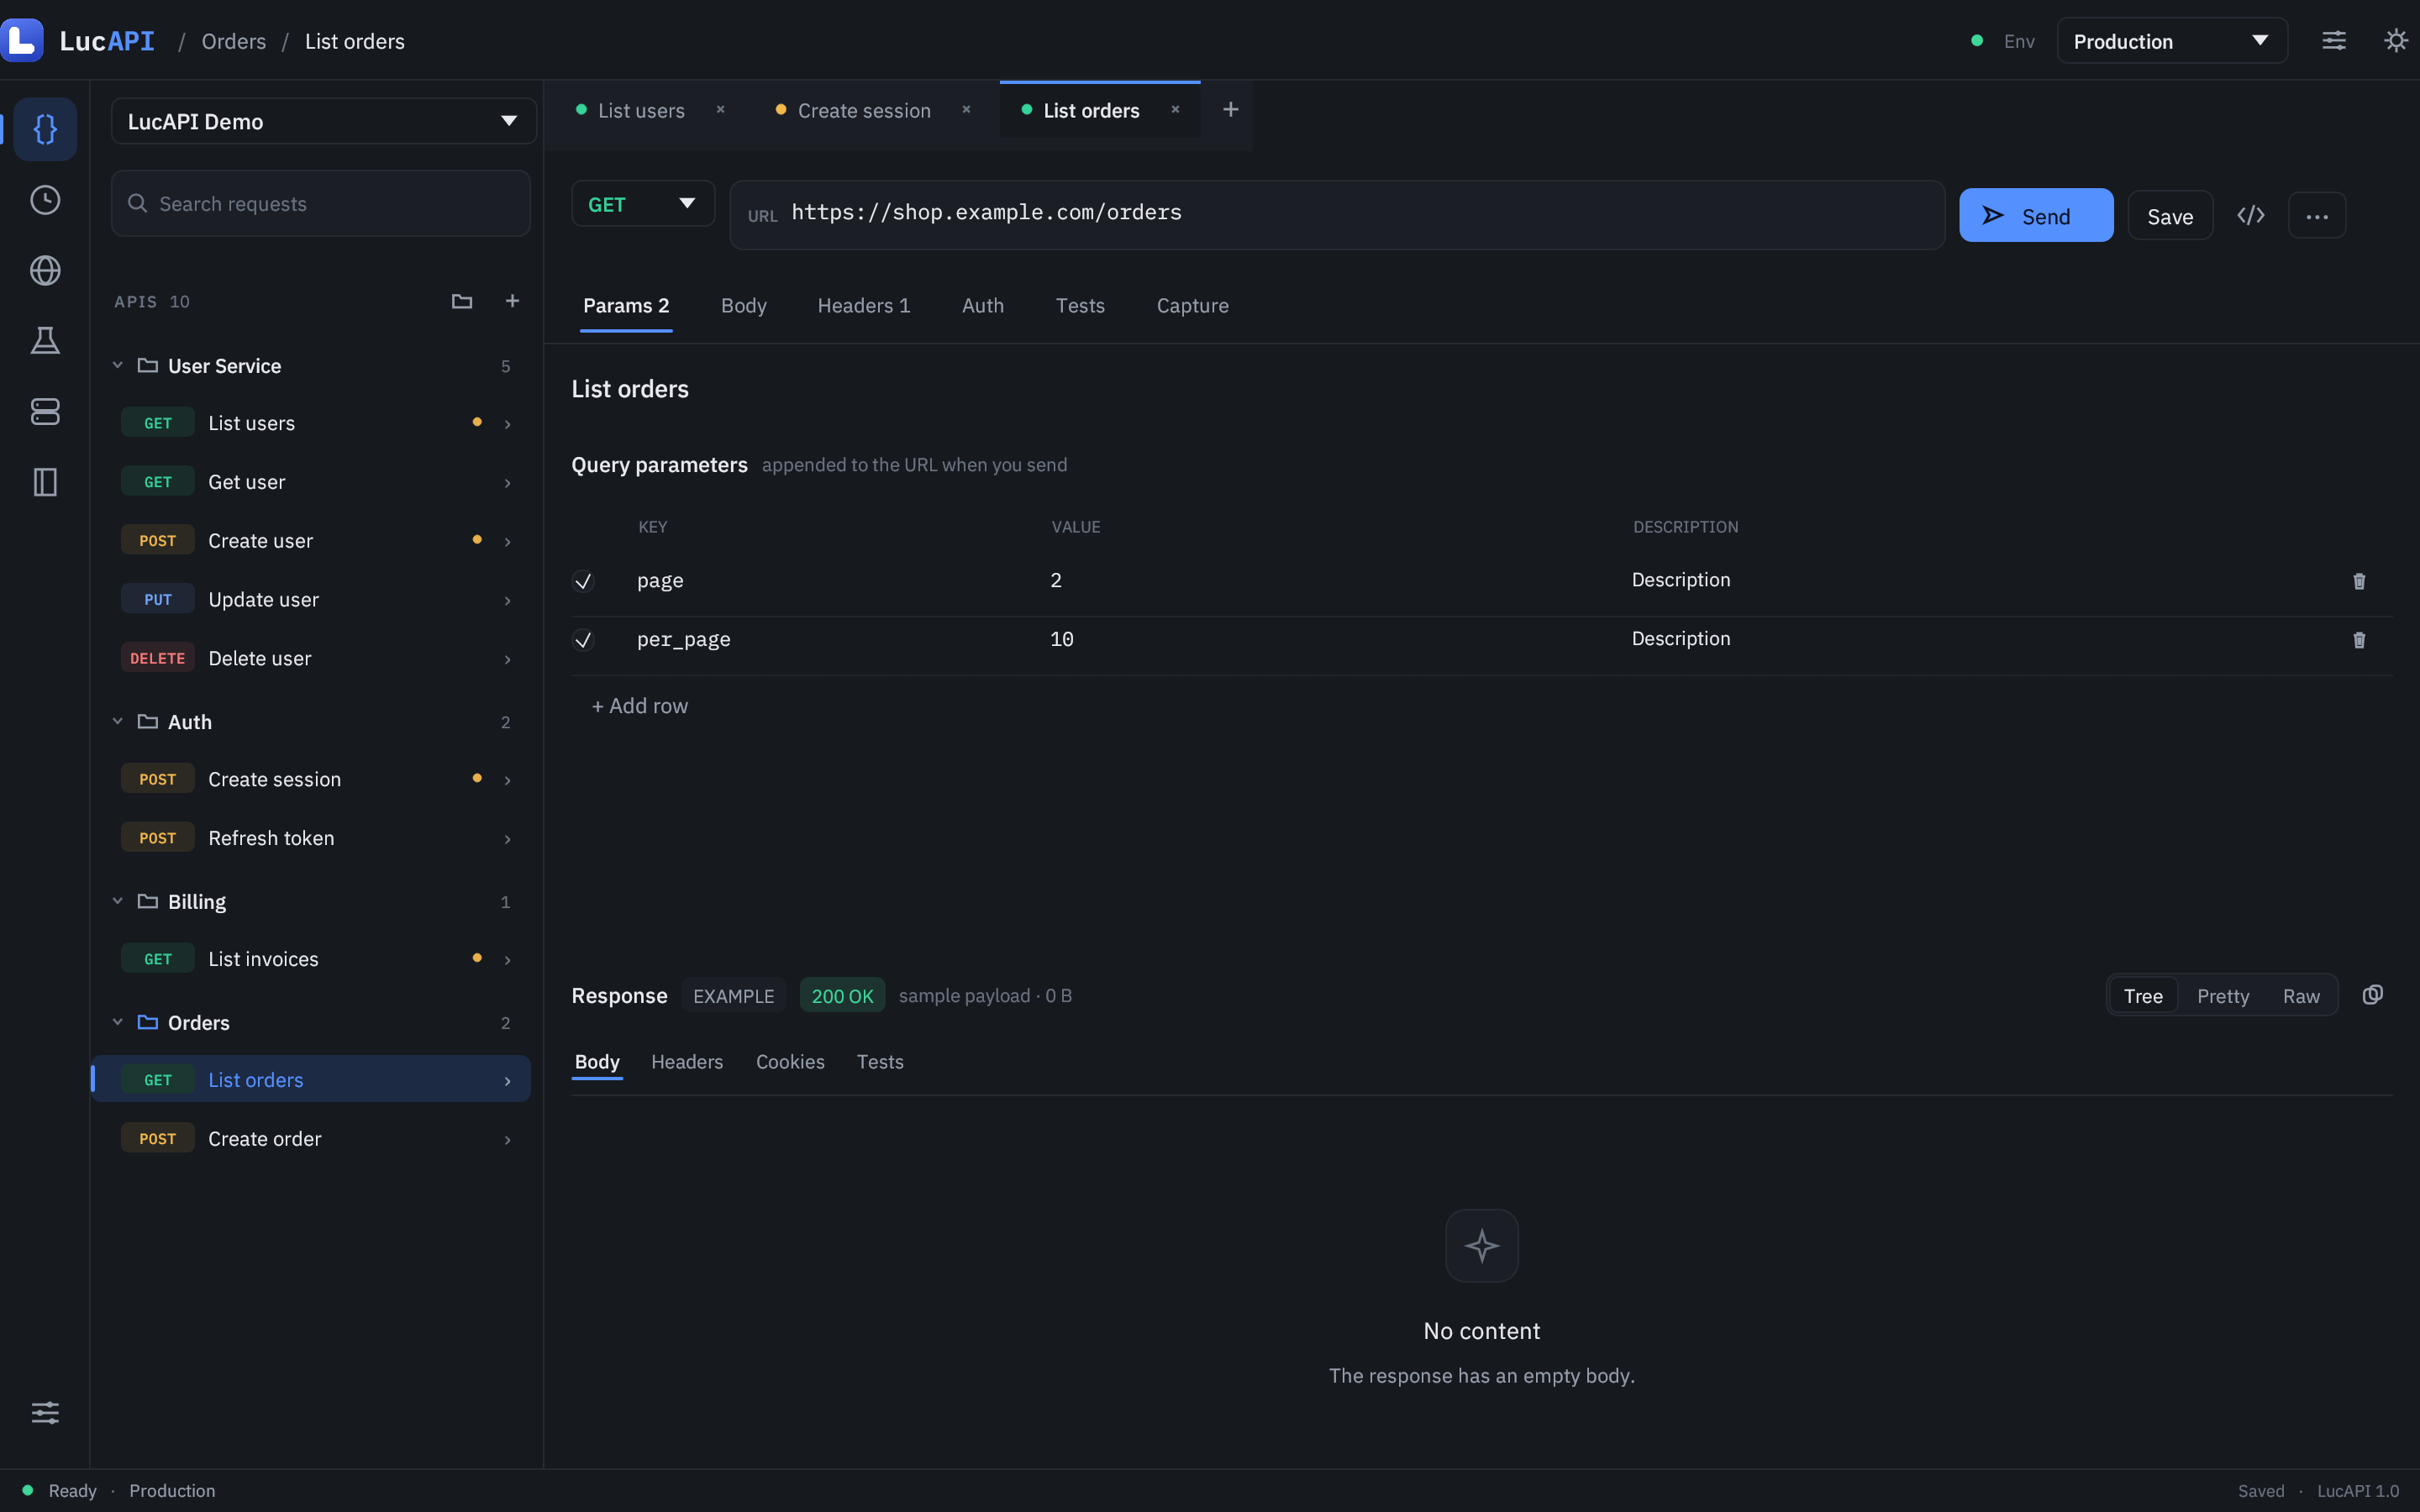 LucAPI / Orders / List orders
Env Production
LucAPI Demo
Search requests
APIS 10
User Service 5
GET List users
GET Get user
POST Create user
PUT Update user
DELETE Delete user
Auth 2
POST Create session
POST Refresh token
Billing 1
GET List invoices
Orders 2
GET List orders
POST Create order
List users × Create session × List orders × +
GET URL https://shop.example.com/orders Send Save </> ...
Params 2 Body Headers 1 Auth Tests Capture
List orders
Query parameters appended to the URL when you send
KEY VALUE DESCRIPTION
page 2 Description
per_page 10 Description
+ Add row
Response EXAMPLE 200 OK sample payload · 0 B Tree Pretty Raw
Body Headers Cookies Tests
No content
The response has an empty body.
Ready · Production
Saved · LucAPI 1.0